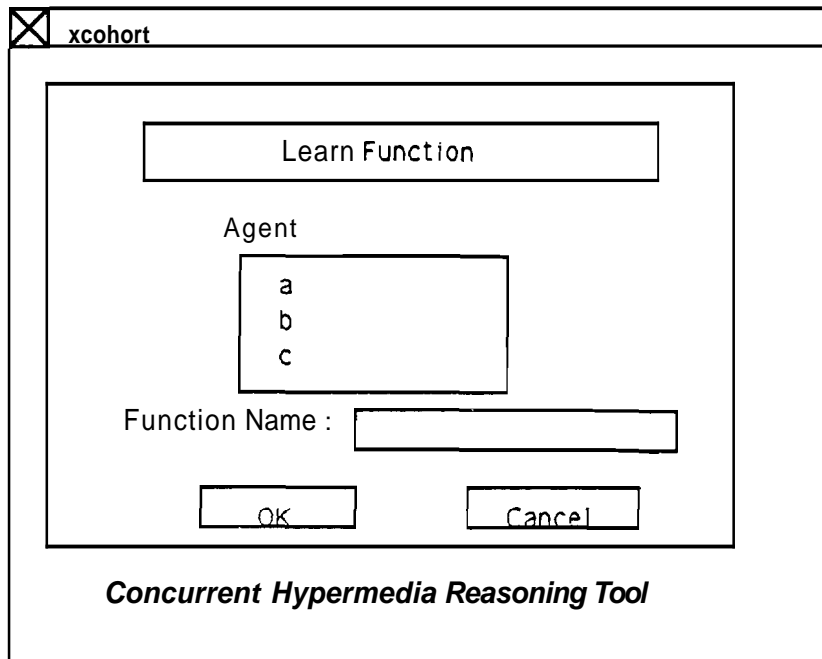 xcohort
Learn Function
Agent
a
b
c
Function Name :
OK Cancel
Concurrent Hypermedia Reasoning Tool